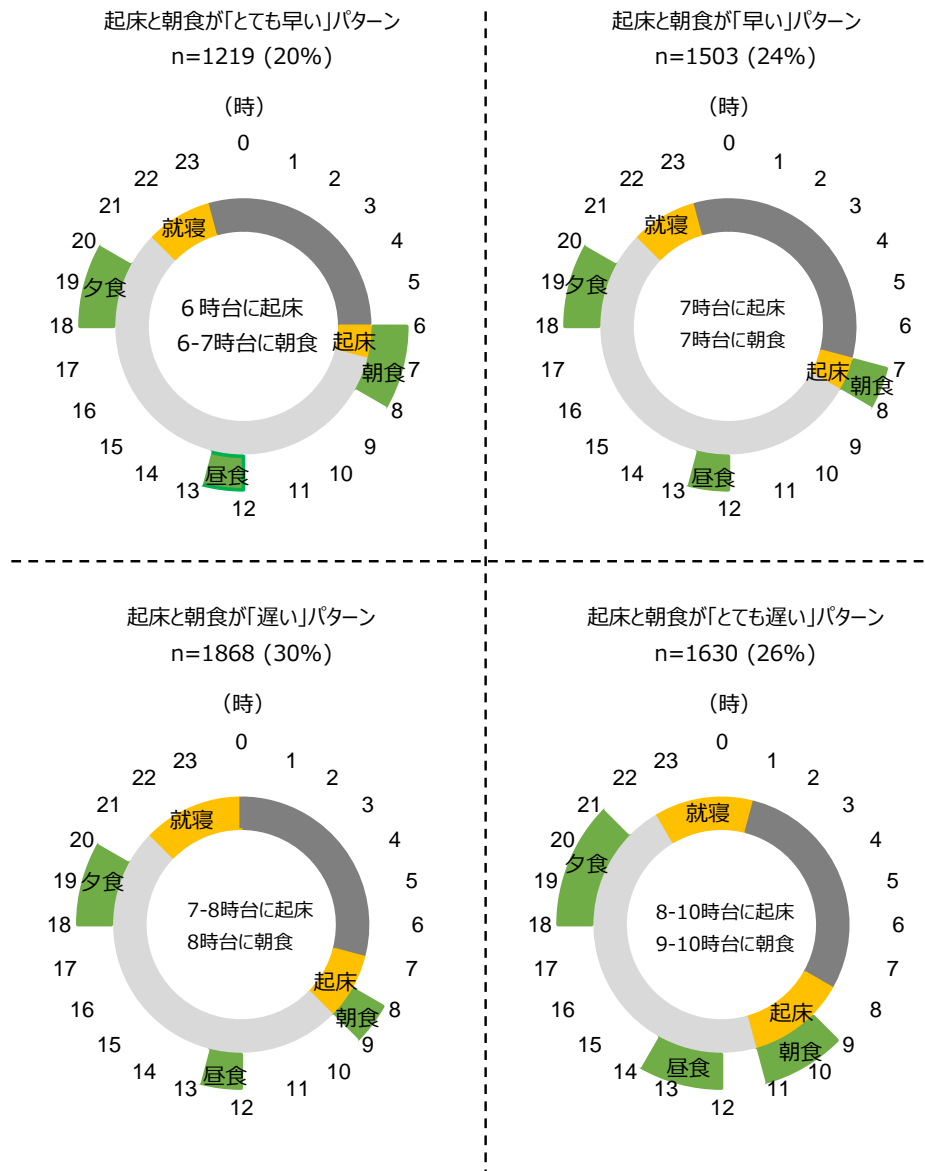 起床と朝食が「とても早い」パターン
n=1219 (20%)
(時)
0
1
2
3
4
5
6
7
8
9
10
11
12
13
14
15
16
17
18
19
20
21
22
23
就寝
起床
朝食
昼食
夕食
6時台に起床
6-7時台に朝食
起床と朝食が「早い」パターン
n=1503 (24%)
(時)
0
1
2
3
4
5
6
7
8
9
10
11
12
13
14
15
16
17
18
19
20
21
22
23
就寝
起床
朝食
昼食
夕食
7時台に起床
7時台に朝食
起床と朝食が「遅い」パターン
n=1868 (30%)
(時)
0
1
2
3
4
5
6
7
8
9
10
11
12
13
14
15
16
17
18
19
20
21
22
23
就寝
起床
朝食
昼食
夕食
7-8時台に起床
8時台に朝食
起床と朝食が「とても遅い」パターン
n=1630 (26%)
(時)
0
1
2
3
4
5
6
7
8
9
10
11
12
13
14
15
16
17
18
19
20
21
22
23
就寝
起床
朝食
昼食
夕食
8-10時台に起床
9-10時台に朝食